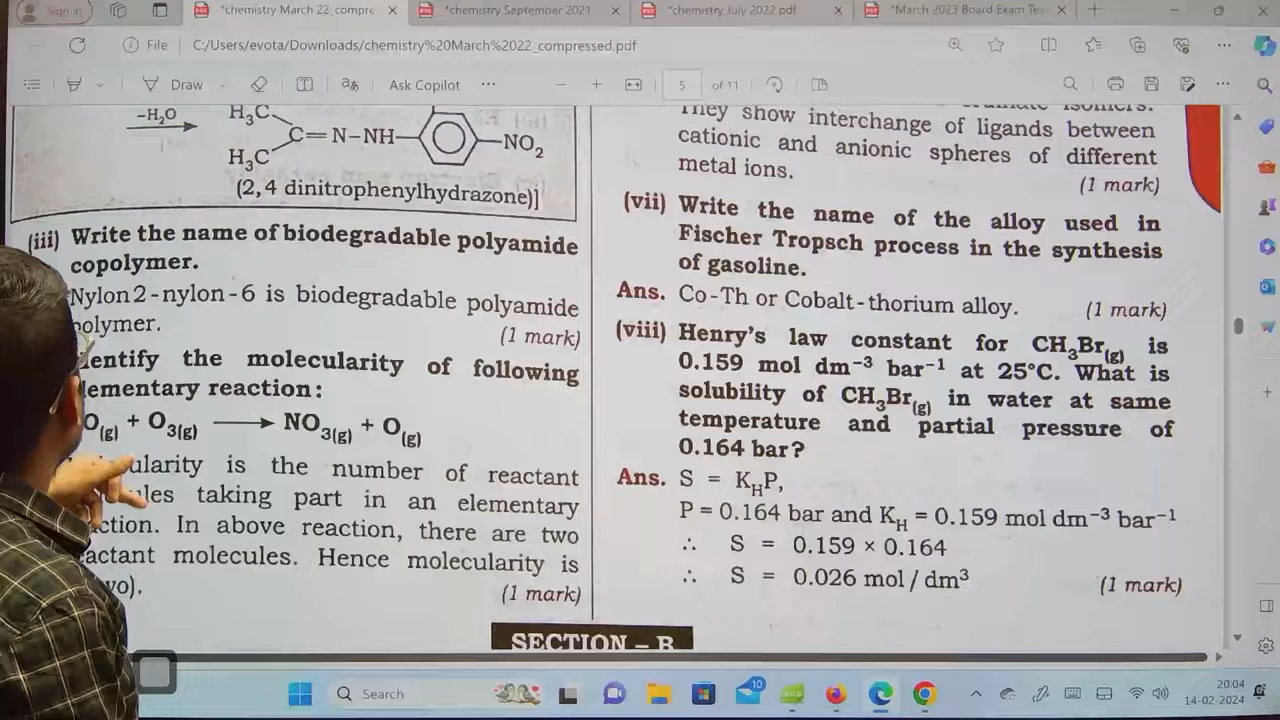 Sign in
*chemistry March 22_compre
*chemistry September 2021
*chemistry July 2022.pdf
*March 2023 Board Exam Tes
File
C:/Users/evota/Downloads/chemistry%20March%2022_compressed.pdf
Draw
Ask Copilot
5 of 11
–H₂O
H₃C
C=N–NH–
–NO₂
H₃C
(2,4 dinitrophenylhydrazone)]
(iii) Write the name of biodegradable polyamide
copolymer.
Nylon 2-nylon-6 is biodegradable polyamide
polymer.
(1 mark)
the molecularity of following
reaction:
(g) + O₃(g) ⟶ NO₃(g) + O(g)
is the number of reactant
taking part in an elementary
In above reaction, there are two
molecules. Hence molecularity is
(1 mark)
They show interchange of ligands between
cationic and anionic spheres of different
metal ions.
(1 mark)
(vii) Write the name of the alloy used in
Fischer Tropsch process in the synthesis
of gasoline.
Ans. Co-Th or Cobalt-thorium alloy. (1 mark)
(viii) Henry's law constant for CH₃Br(g) is
0.159 mol dm⁻³ bar⁻¹ at 25°C. What is
solubility of CH₃Br(g) in water at same
temperature and partial pressure of
0.164 bar?
Ans. S = K_HP,
P = 0.164 bar and K_H = 0.159 mol dm⁻³ bar⁻¹
∴ S = 0.159 × 0.164
∴ S = 0.026 mol / dm³ (1 mark)
SECTION – B
Search
10
20:04
14-02-2024